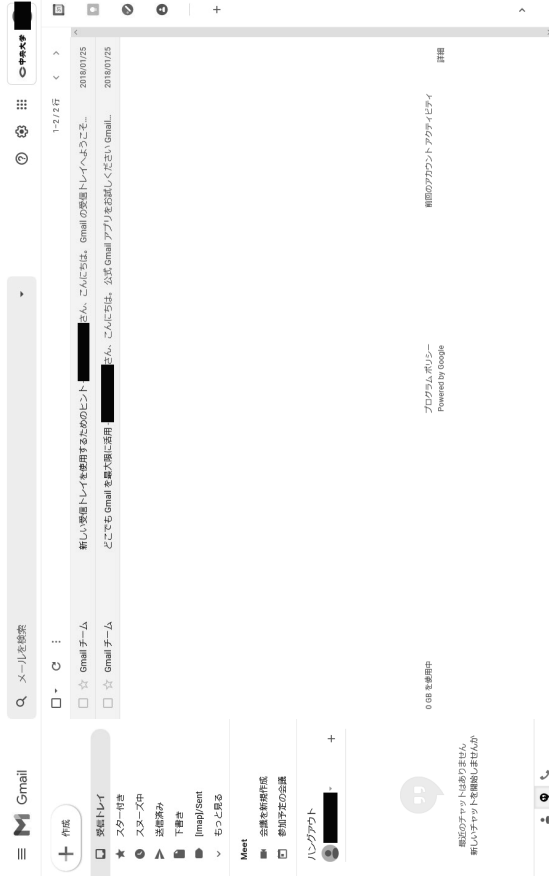 Gmail
メールを検索
中央大学
作成
1–2 / 2 行
受信トレイ
スター付き
スヌーズ中
送信済み
下書き
[Imap]/Sent
もっと見る
Gmail チーム 新しい受信トレイを使用するためのヒント - さん、こんにちは。 Gmail の受信トレイへようこそ... 2018/01/25
Gmail チーム どこでも Gmail を最大限に活用 - さん、こんにちは。 公式 Gmail アプリをお試しください Gmail... 2018/01/25
Meet
会議を新規作成
参加予定の会議
ハングアウト
最近のチャットはありません
新しいチャットを開始しませんか
0 GB を使用中
プログラム ポリシー
Powered by Google
前回のアカウント アクティビティ
詳細